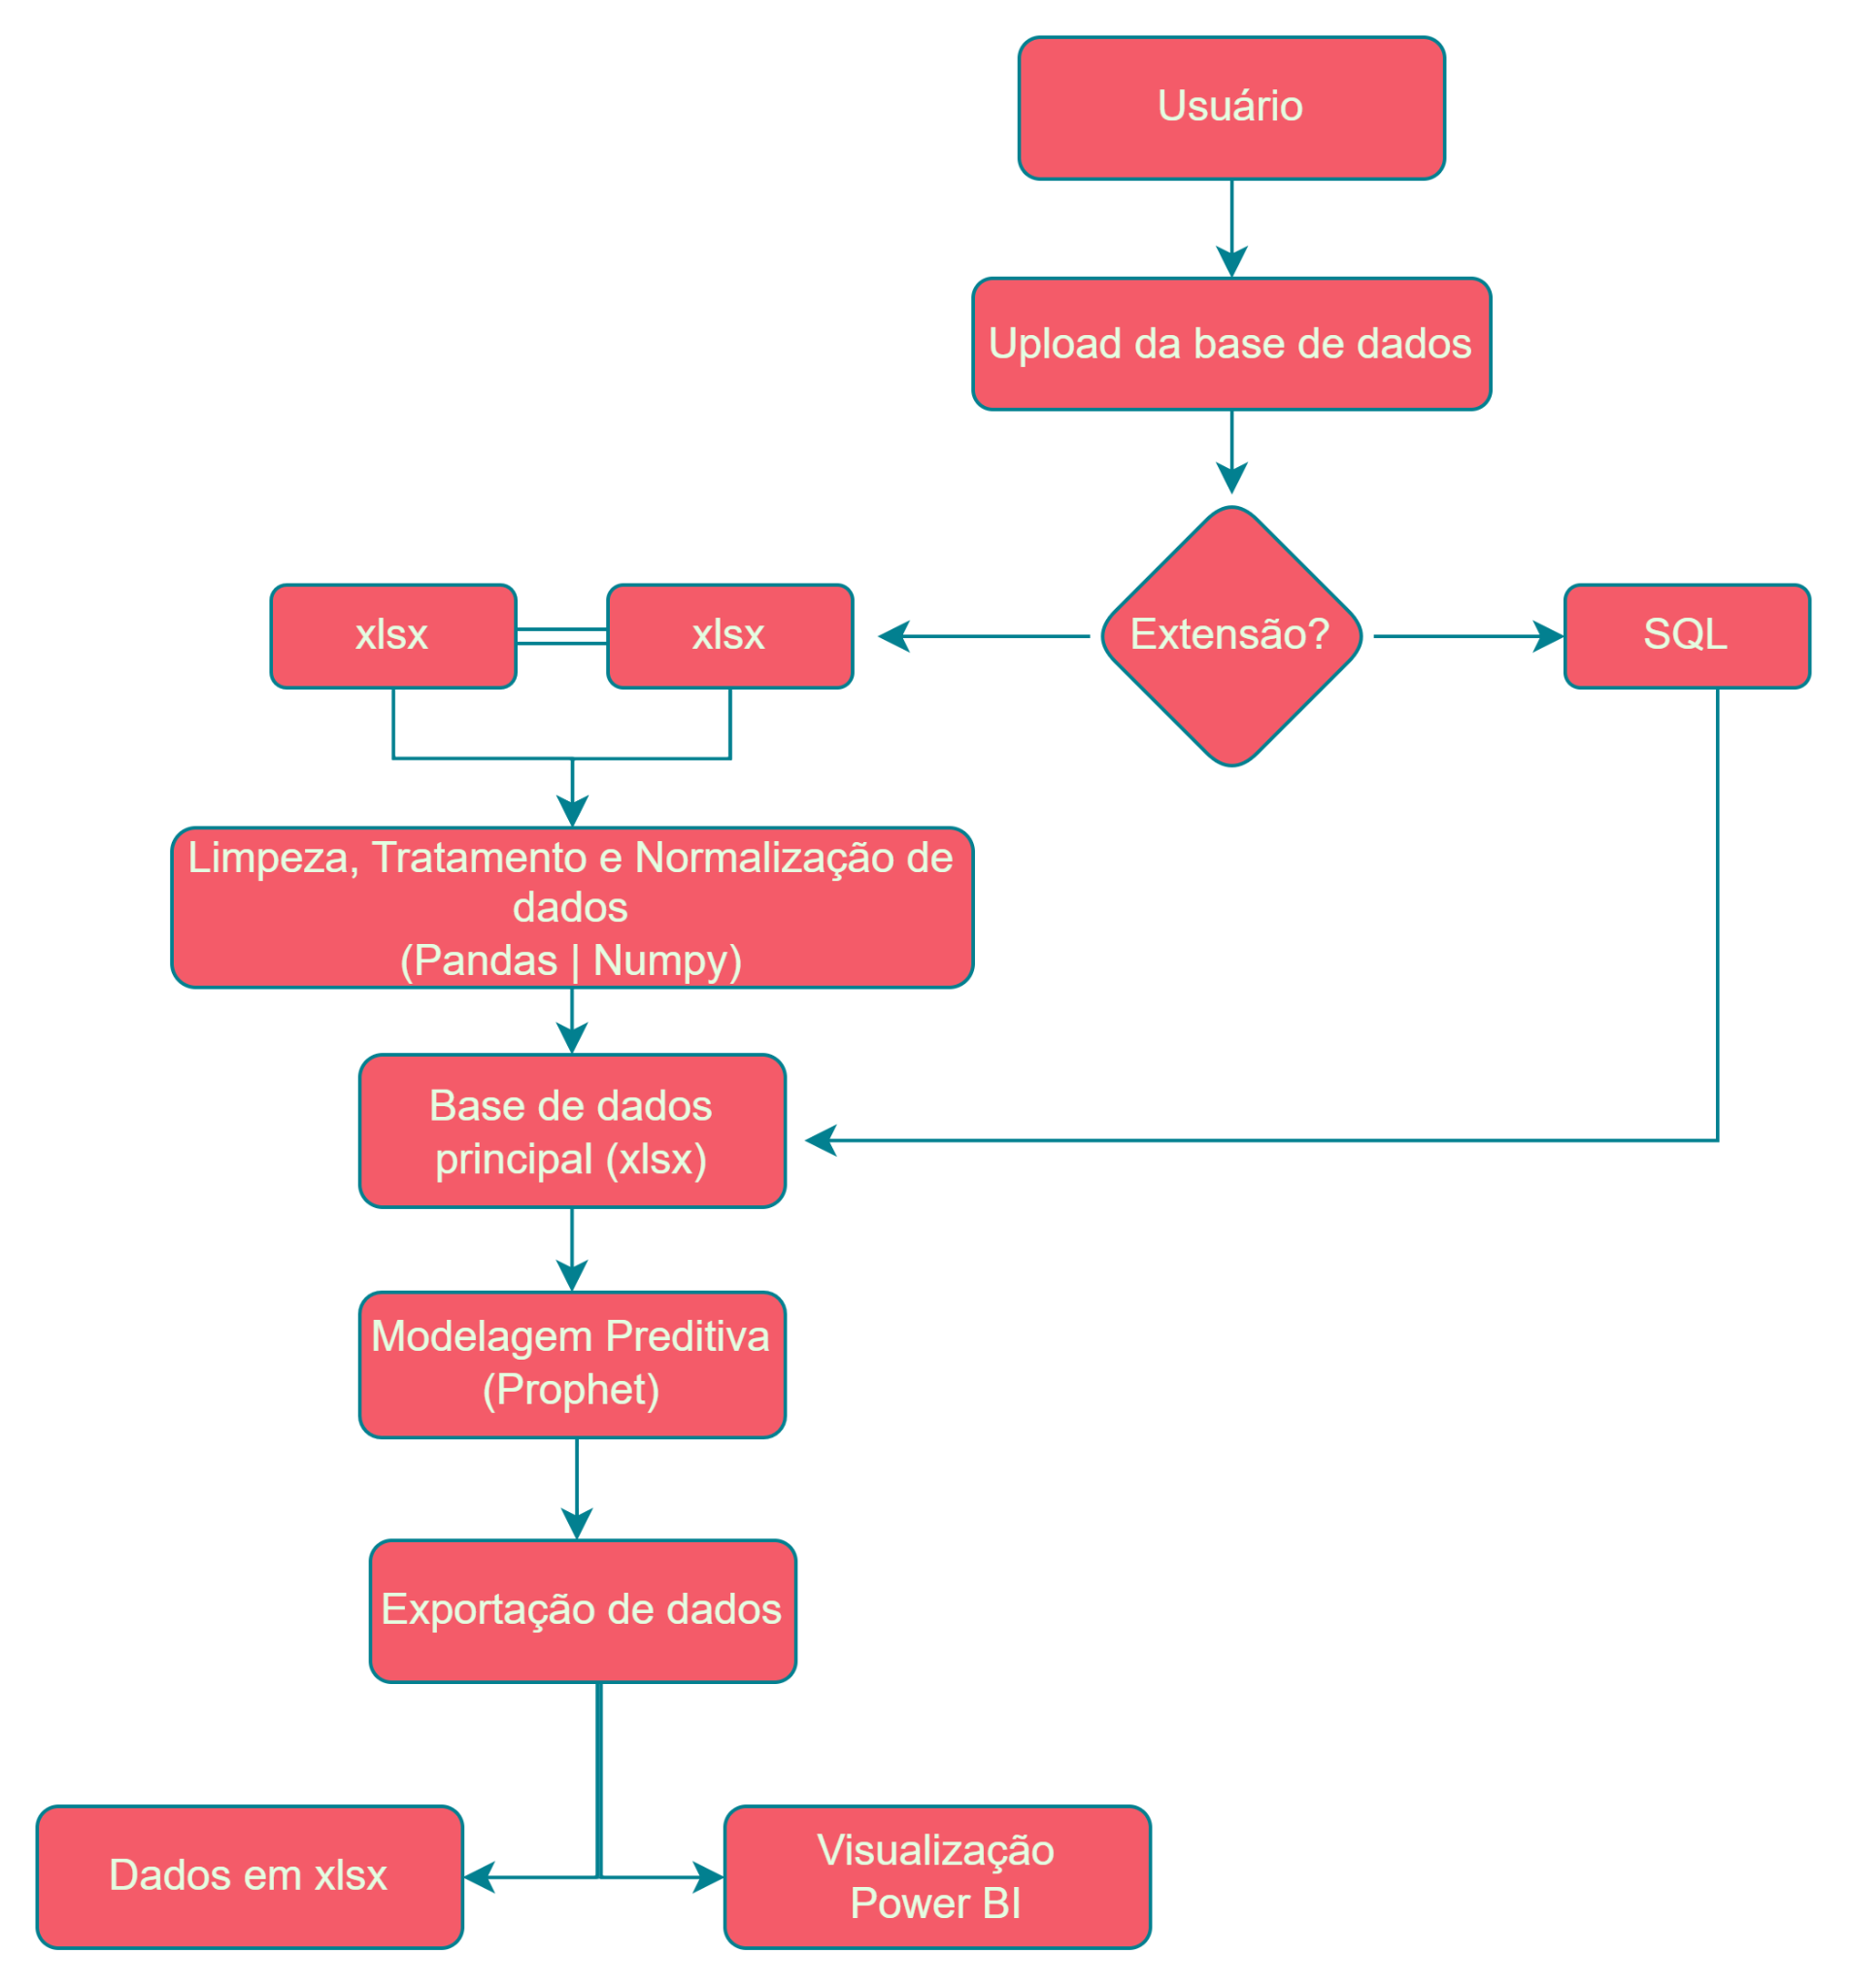 Usuário
Upload da base de dados
xlsx
xlsx
Extensão?
SQL
Limpeza, Tratamento e Normalização de
dados
(Pandas | Numpy)
Base de dados
principal (xlsx)
Modelagem Preditiva
(Prophet)
Exportação de dados
Dados em xlsx
Visualização
Power BI